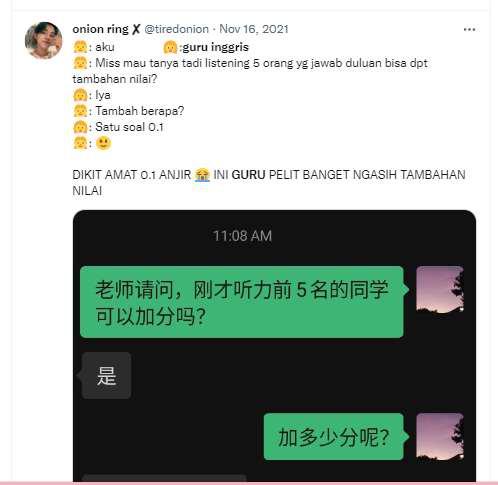 onion ring ✗ @tiredonion · Nov 16, 2021
👧: aku 👩:guru inggris
👧: Miss mau tanya tadi listening 5 orang yg jawab duluan bisa dpt
tambahan nilai?
👩: Iya
👧: Tambah berapa?
👩: Satu soal 0.1
👧: 🙂
DIKIT AMAT 0.1 ANJIR 😭 INI GURU PELIT BANGET NGASIH TAMBAHAN
NILAI
11:08 AM
老师请问，刚才听力前 5 名的同学
可以加分吗？
是
加多少分呢？